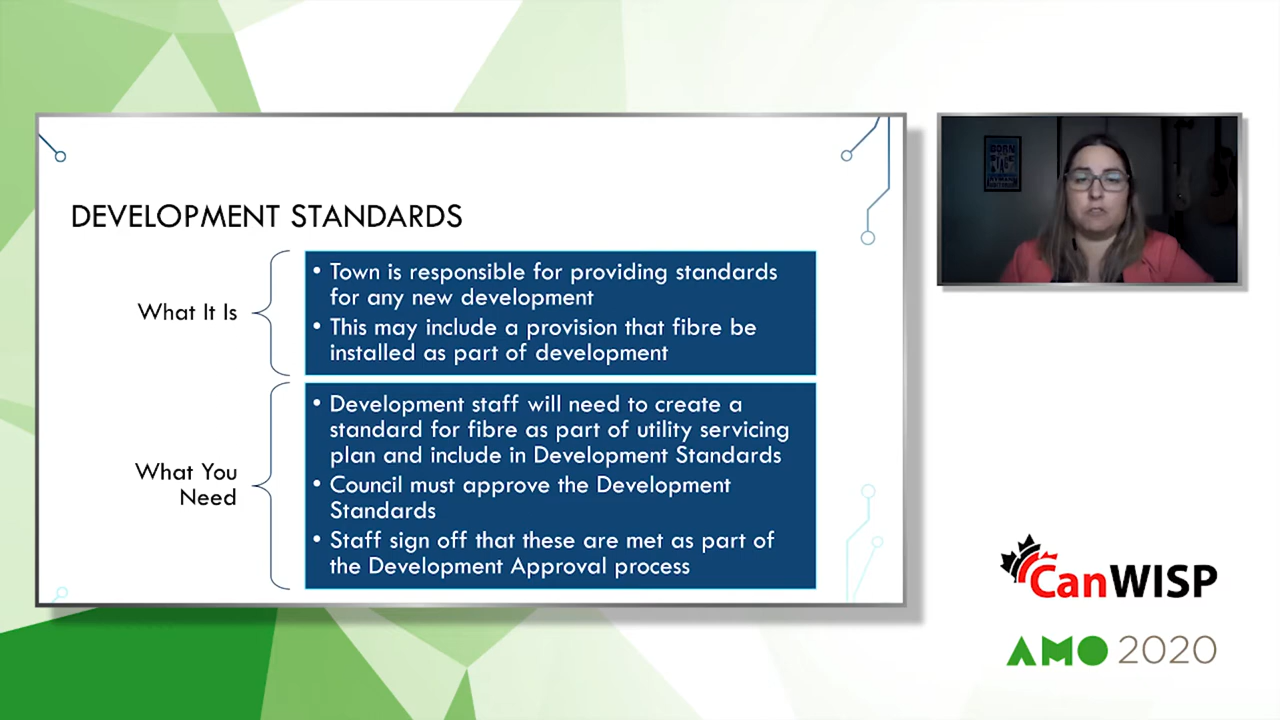 DEVELOPMENT STANDARDS
What It Is
• Town is responsible for providing standards
for any new development
• This may include a provision that fibre be
installed as part of development
What You
Need
• Development staff will need to create a
standard for fibre as part of utility servicing
plan and include in Development Standards
• Council must approve the Development
Standards
• Staff sign off that these are met as part of
the Development Approval process
BORN
CanWISP
AMO 2020